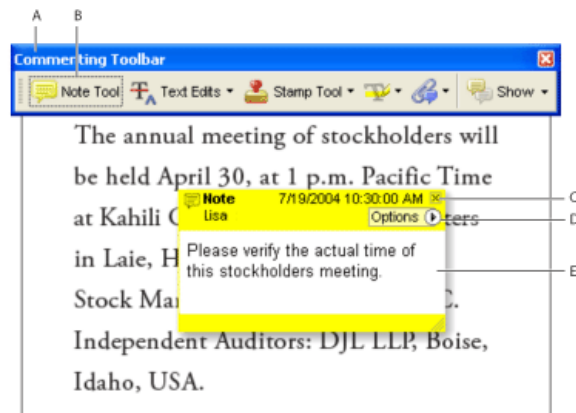 A
B
Commenting Toolbar
Note Tool Text Edits Stamp Tool Show
The annual meeting of stockholders will
be held April 30, at 1 p.m. Pacific Time
Note 7/19/2004 10:30:00 AM
C
at Kahili
Lisa Options
D
Please verify the actual time of
this stockholders meeting.
E
in Laie, H
Stock Ma
Independent Auditors: DJL LLP, Boise,
Idaho, USA.